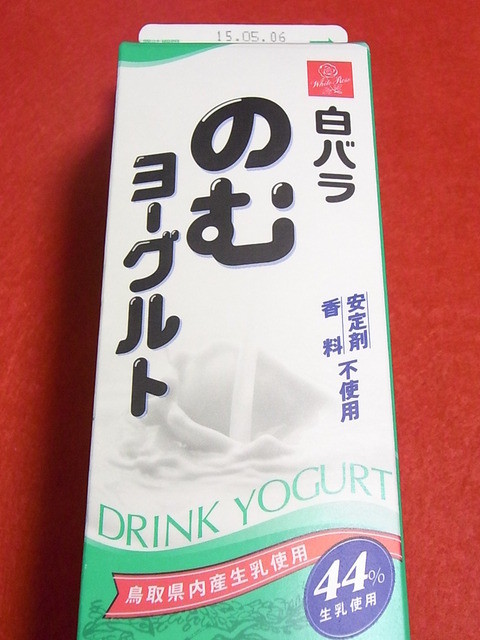 15.05.06
White Rose
白バラ
のむ
ヨーグルト
安定剤
香料
不使用
DRINK YOGURT
鳥取県内産生乳使用
44%
生乳使用